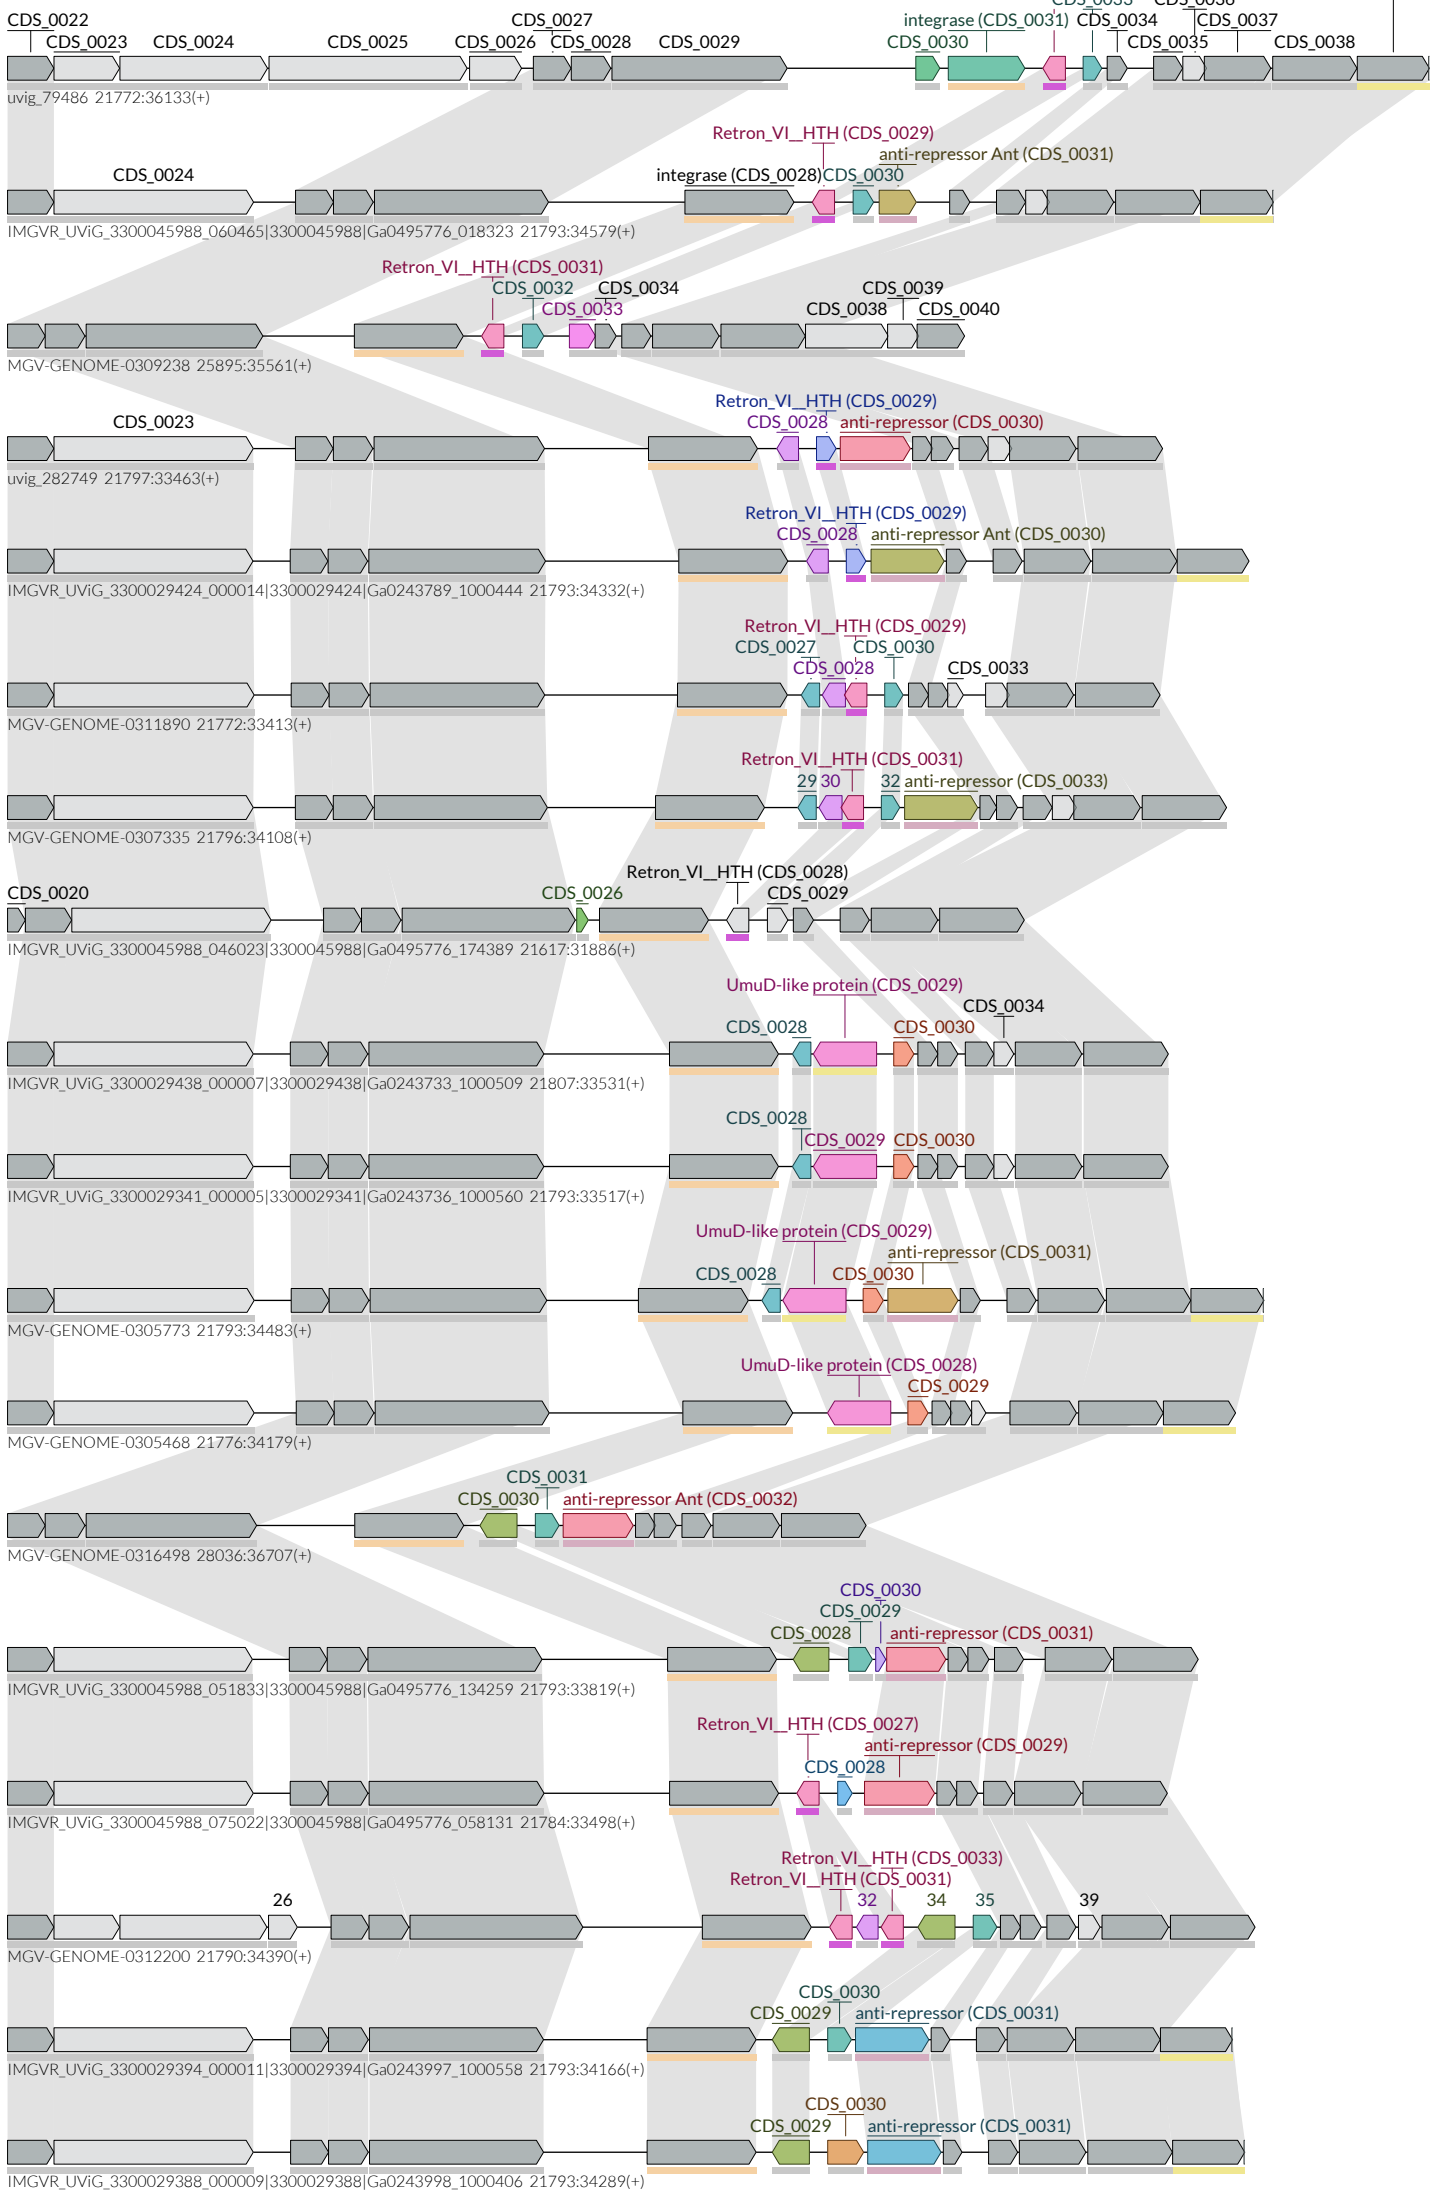 CDS_0022 CDS_0027 integrase (CDS_0031) CDS_0034 CDS_0037
CDS_0023 CDS_0024 CDS_0025 CDS_0026 CDS_0028 CDS_0029 CDS_0030 CDS_0035 CDS_0038
uvig_79486 21772:36133(+)
Retron_VI__HTH (CDS_0029)
anti-repressor Ant (CDS_0031)
CDS_0024 integrase (CDS_0028) CDS_0030
IMGVR_UViG_3300045988_060465|3300045988|Ga0495776_018323 21793:34579(+)
Retron_VI__HTH (CDS_0031)
CDS_0032 CDS_0034 CDS_0039
CDS_0033 CDS_0038 CDS_0040
MGV-GENOME-0309238 25895:35561(+)
Retron_VI__HTH (CDS_0029)
CDS_0023 CDS_0028 anti-repressor (CDS_0030)
uvig_282749 21797:33463(+)
Retron_VI__HTH (CDS_0029)
CDS_0028 anti-repressor Ant (CDS_0030)
IMGVR_UViG_3300029424_000014|3300029424|Ga0243789_1000444 21793:34332(+)
Retron_VI__HTH (CDS_0029)
CDS_0027 CDS_0030
CDS_0028 CDS_0033
MGV-GENOME-0311890 21772:33413(+)
Retron_VI__HTH (CDS_0031)
29 30 32 anti-repressor (CDS_0033)
MGV-GENOME-0307335 21796:34108(+)
Retron_VI__HTH (CDS_0028)
CDS_0020 CDS_0026 CDS_0029
IMGVR_UViG_3300045988_046023|3300045988|Ga0495776_174389 21617:31886(+)
UmuD-like protein (CDS_0029)
CDS_0034
CDS_0028 CDS_0030
IMGVR_UViG_3300029438_000007|3300029438|Ga0243733_1000509 21807:33531(+)
CDS_0028
CDS_0029 CDS_0030
IMGVR_UViG_3300029341_000005|3300029341|Ga0243736_1000560 21793:33517(+)
UmuD-like protein (CDS_0029)
anti-repressor (CDS_0031)
CDS_0028 CDS_0030
MGV-GENOME-0305773 21793:34483(+)
UmuD-like protein (CDS_0028)
CDS_0029
MGV-GENOME-0305468 21776:34179(+)
CDS_0031
CDS_0030 anti-repressor Ant (CDS_0032)
MGV-GENOME-0316498 28036:36707(+)
CDS_0030
CDS_0029
CDS_0028 anti-repressor (CDS_0031)
IMGVR_UViG_3300045988_051833|3300045988|Ga0495776_134259 21793:33819(+)
Retron_VI__HTH (CDS_0027)
anti-repressor (CDS_0029)
CDS_0028
IMGVR_UViG_3300045988_075022|3300045988|Ga0495776_058131 21784:33498(+)
Retron_VI__HTH (CDS_0033)
Retron_VI__HTH (CDS_0031)
26 32 34 35 39
MGV-GENOME-0312200 21790:34390(+)
CDS_0030
CDS_0029 anti-repressor (CDS_0031)
IMGVR_UViG_3300029394_000011|3300029394|Ga0243997_1000558 21793:34166(+)
CDS_0030
CDS_0029 anti-repressor (CDS_0031)
IMGVR_UViG_3300029388_000009|3300029388|Ga0243998_1000406 21793:34289(+)